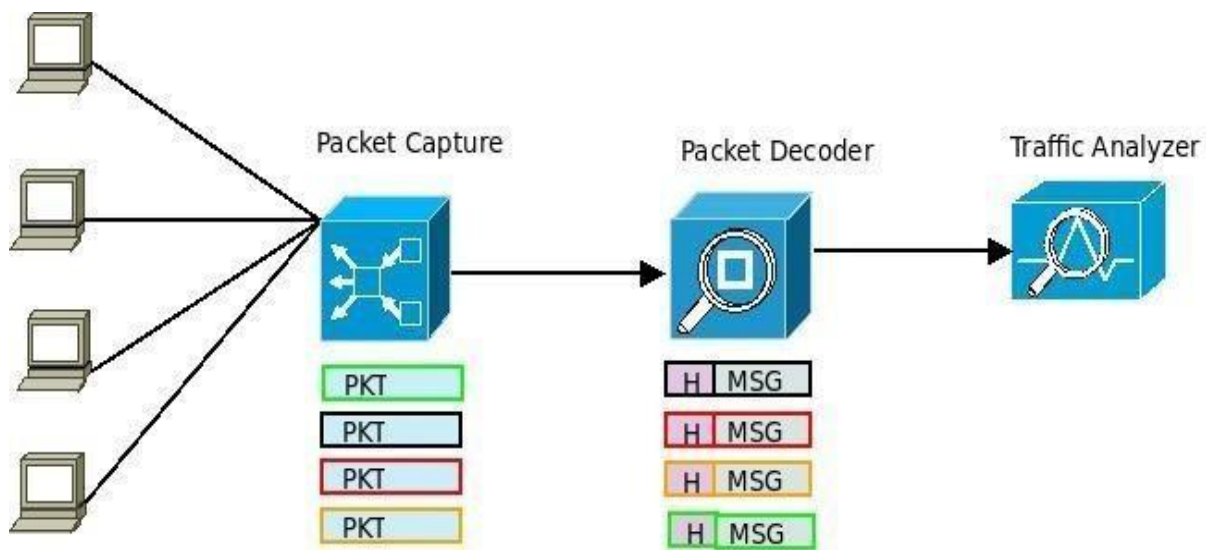 Packet Capture
Packet Decoder
Traffic Analyzer
PKT
PKT
PKT
PKT
H MSG
H MSG
H MSG
H MSG